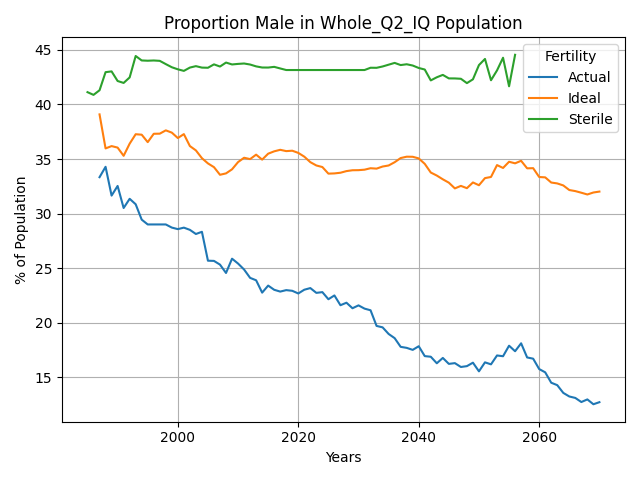 Proportion Male in Whole_Q2_IQ Population
% of Population
45
40
35
30
25
20
15
Fertility
Actual
Ideal
Sterile
2000
2020
2040
2060
Years